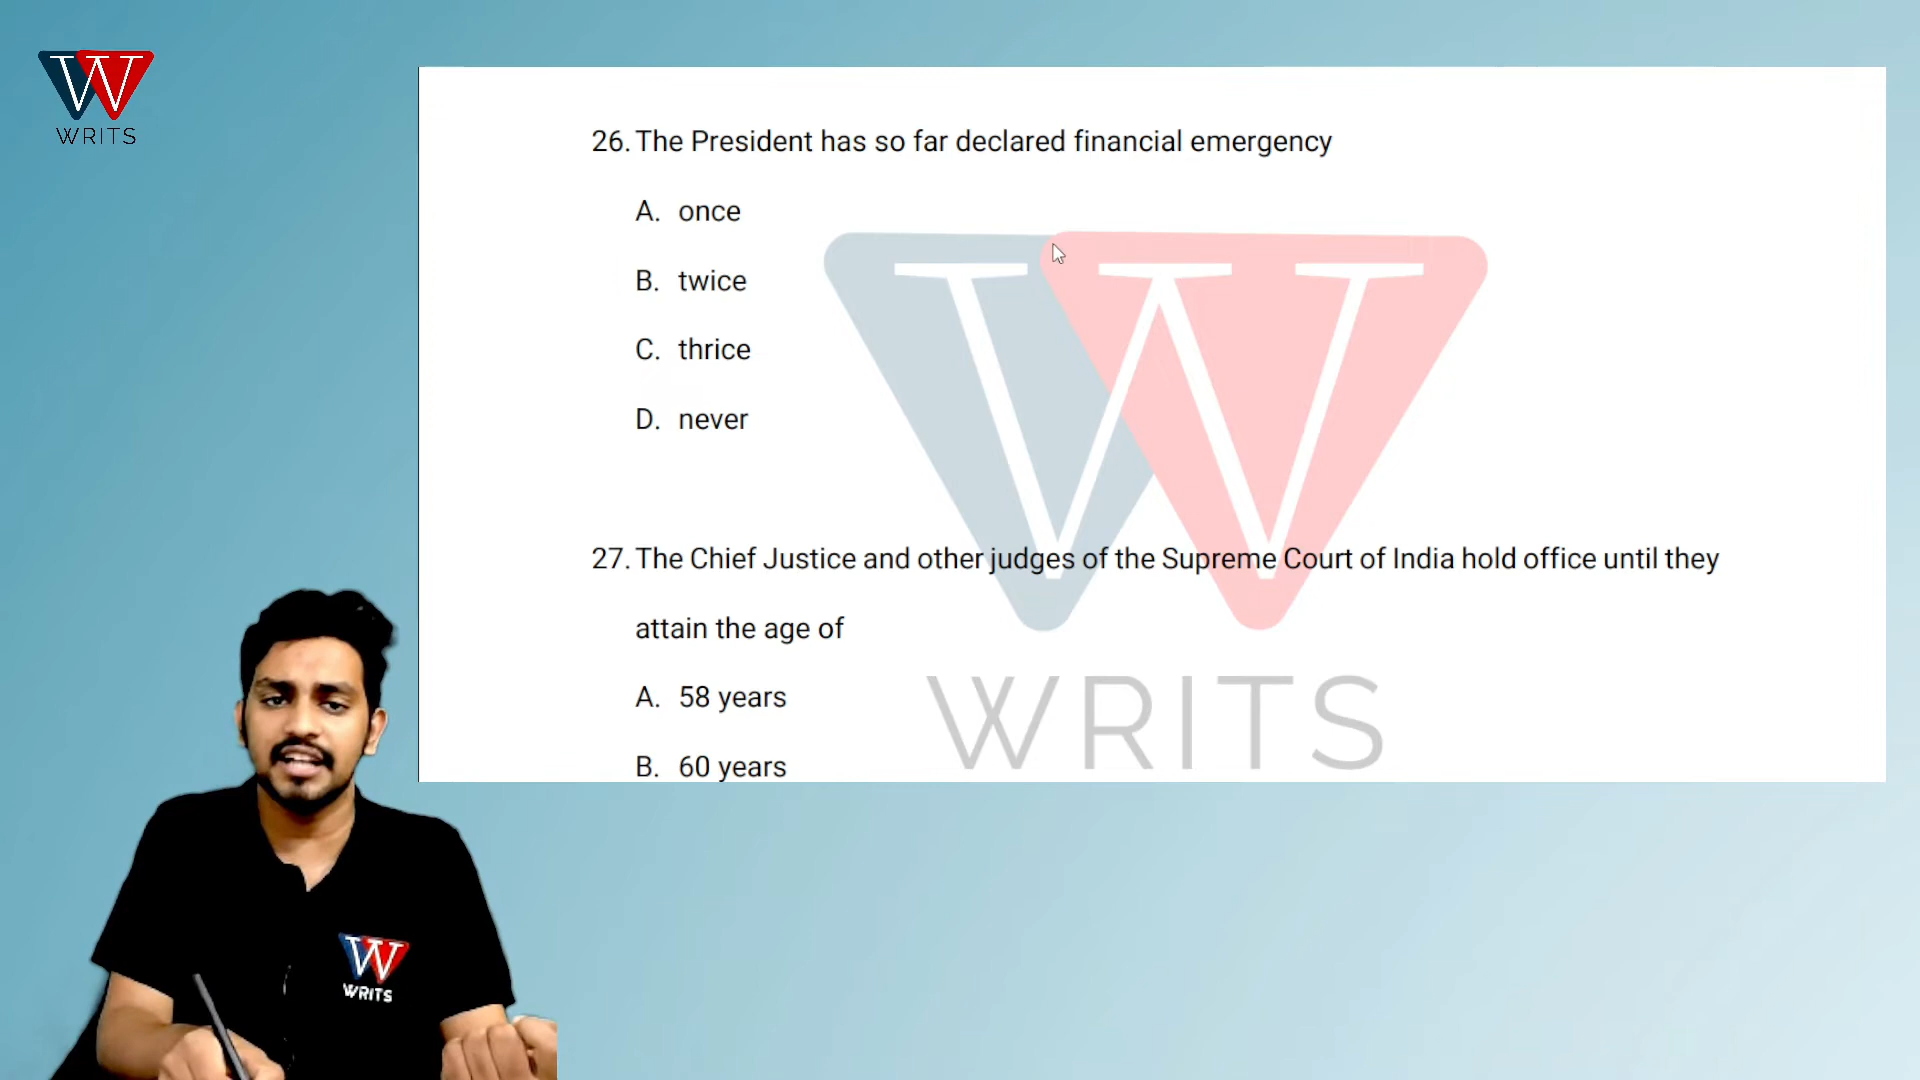 W
WRITS
26. The President has so far declared financial emergency
A. once
B. twice
C. thrice
D. never
27. The Chief Justice and other judges of the Supreme Court of India hold office until they
attain the age of
A. 58 years
B. 60 years
W
WRITS
W
WRITS